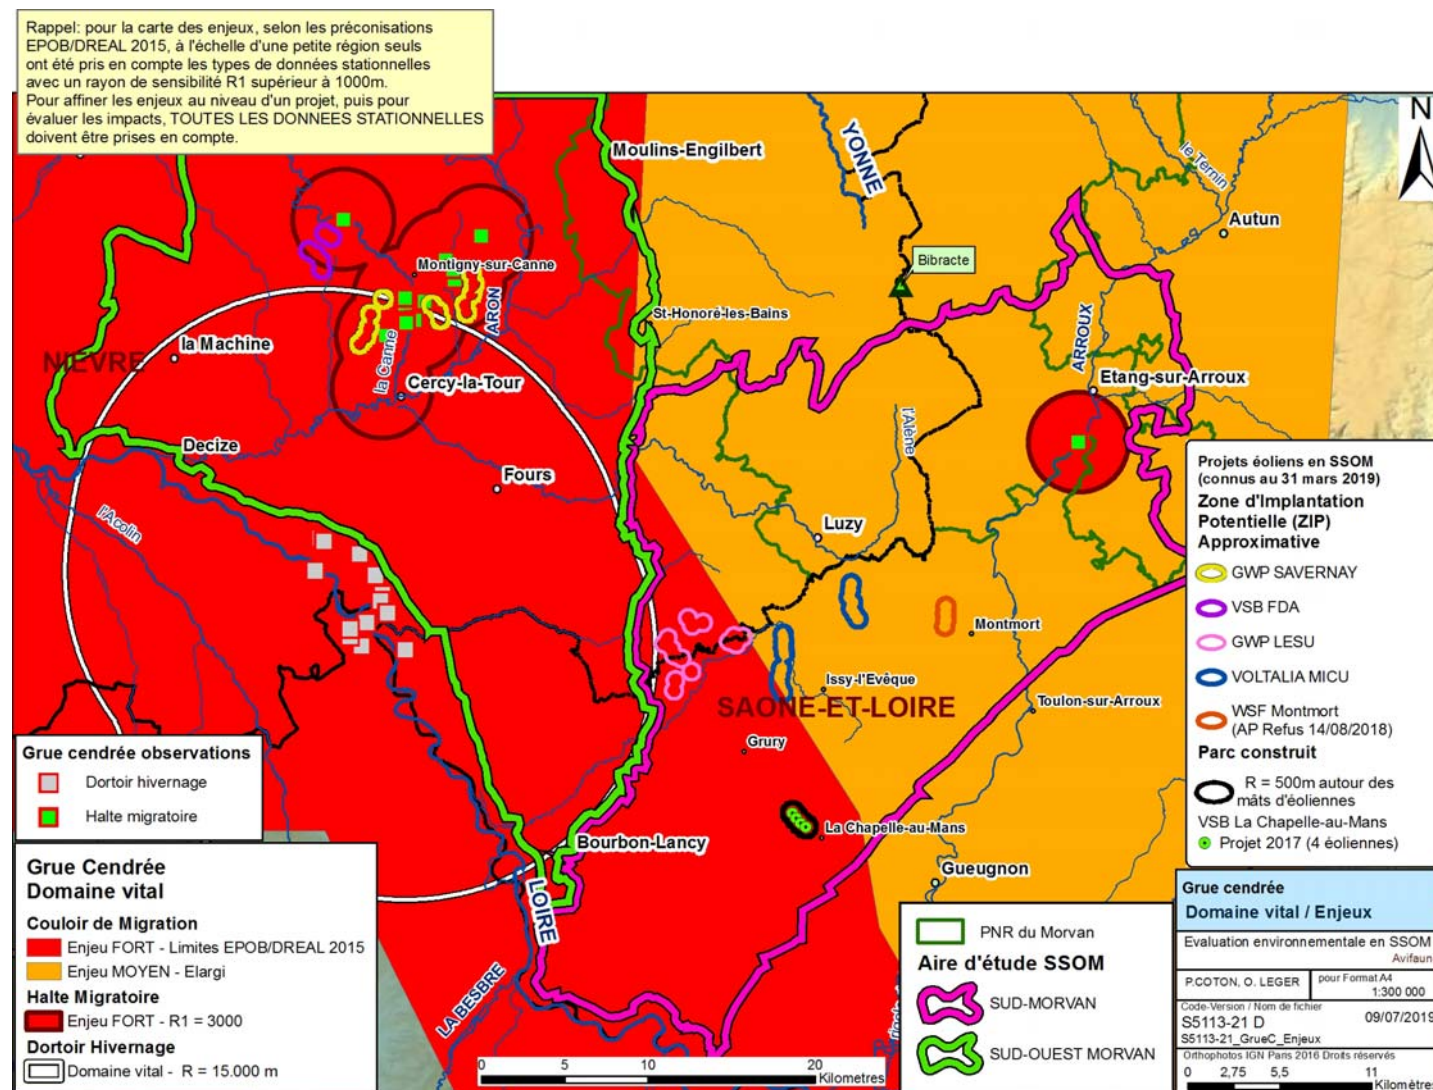 Rappel: pour la carte des enjeux, selon les préconisations
EPOB/DREAL 2015, à l'échelle d'une petite région seuls
ont été pris en compte les types de données stationnelles
avec un rayon de sensibilité R1 supérieur à 1000m.
Pour affiner les enjeux au niveau d'un projet, puis pour
évaluer les impacts, TOUTES LES DONNEES STATIONNELLES
doivent être prises en compte.
N
Moulins-Engilbert
YONNE
le Ternin
Autun
Bibracte
Montigny-sur-Canne
ARON
St-Honoré-les-Bains
ARROUX
la Machine
NIEVRE
la Canne
Cercy-la-Tour
Etang-sur-Arroux
l'Alène
Decize
Fours
l'Acolin
Luzy
Montmort
Issy-l'Evêque
SAONE-ET-LOIRE
Toulon-sur-Arroux
Grury
La Chapelle-au-Mans
Bourbon-Lancy
Gueugnon
LOIRE
LA BESBRE
Projets éoliens en SSOM
(connus au 31 mars 2019)
Zone d'Implantation
Potentielle (ZIP)
Approximative
GWP SAVERNAY
VSB FDA
GWP LESU
VOLTALIA MICU
WSF Montmort
(AP Refus 14/08/2018)
Parc construit
R = 500m autour des
mâts d'éoliennes
VSB La Chapelle-au-Mans
Projet 2017 (4 éoliennes)
Grue cendrée observations
Dortoir hivernage
Halte migratoire
Grue Cendrée
Domaine vital
Couloir de Migration
Enjeu FORT - Limites EPOB/DREAL 2015
Enjeu MOYEN - Elargi
Halte Migratoire
Enjeu FORT - R1 = 3000
Dortoir Hivernage
Domaine vital - R = 15.000 m
0 5 10 20
Kilometres
PNR du Morvan
Aire d'étude SSOM
SUD-MORVAN
SUD-OUEST MORVAN
Grue cendrée
Domaine vital / Enjeux
Evaluation environnementale en SSOM
Avifaun
P.COTON, O. LEGER
pour Format A4
1:300 000
Code-Version / Nom de fichier
S5113-21 D
09/07/2019
S5113-21_GrueC_Enjeux
Orthophotos IGN Paris 2016 Droits réservés
0 2,75 5,5 11
Kilomètres